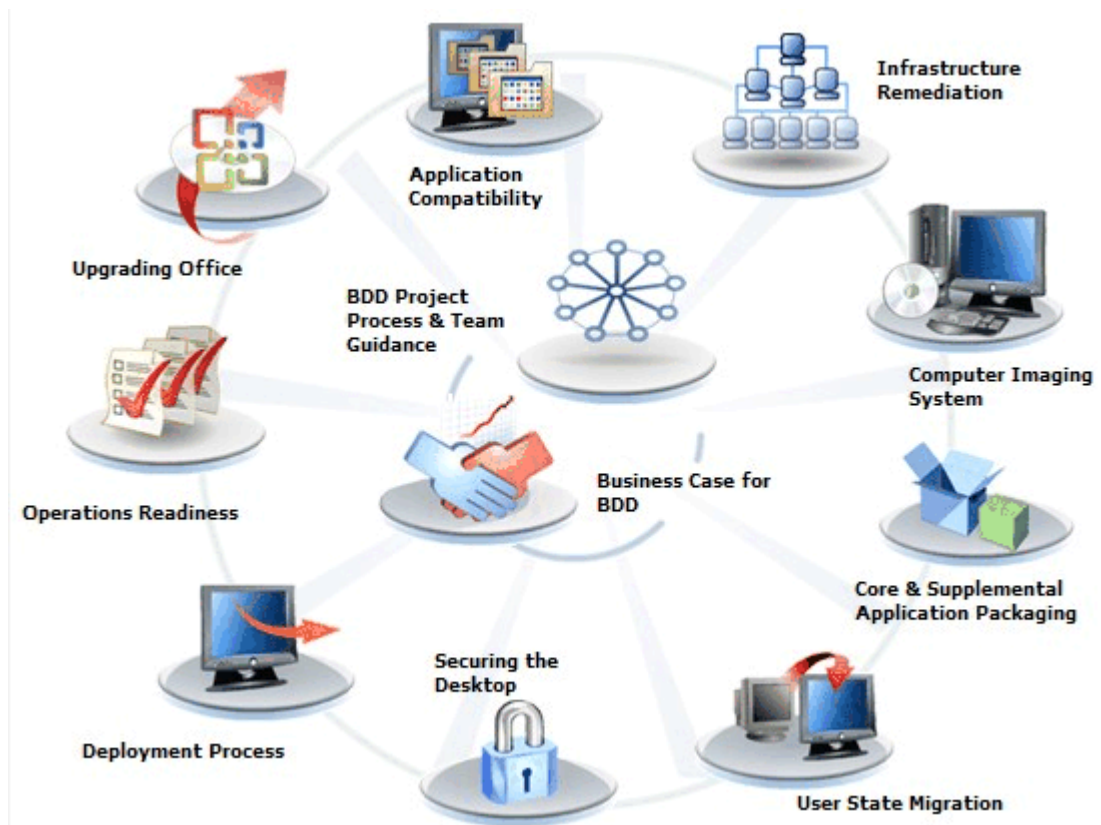 Application
Compatibility
Infrastructure
Remediation
Upgrading Office
BDD Project
Process & Team
Guidance
Computer Imaging
System
Operations Readiness
Business Case for
BDD
Core & Supplemental
Application Packaging
Securing the
Desktop
Deployment Process
User State Migration